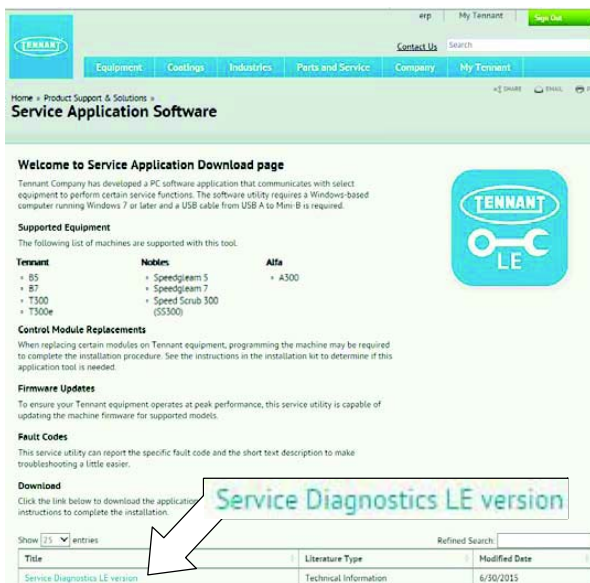 erp My Tennant Sign Out
TENNANT
Contact Us Search
Equipment Coatings Industries Parts and Service Company My Tennant
SHARE EMAIL
Home » Product Support & Solutions »
Service Application Software
Welcome to Service Application Download page
Tennant Company has developed a PC software application that communicates with select
equipment to perform certain service functions. The software utility requires a Windows-based
computer running Windows 7 or later and a USB cable from USB A to Mini-B is required.
TENNANT
LE
Supported Equipment
The following list of machines are supported with this tool.
Tennant Nobles Alfa
B5 Speedgleam 5 A300
B7 Speedgleam 7
T300 Speed Scrub 300
T300e (SS300)
Control Module Replacements
When replacing certain modules on Tennant equipment, programming the machine may be required
to complete the installation procedure. See the instructions in the installation kit to determine if this
application tool is needed.
Firmware Updates
To ensure your Tennant equipment operates at peak performance, this service utility is capable of
updating the machine firmware for supported models.
Fault Codes
This service utility can report the specific fault code and the short text description to make
troubleshooting a little easier.
Download
Click the link below to download the application
instructions to complete the installation.
Service Diagnostics LE version
Show 25 entries Refined Search:
Title Literature Type Modified Date
Service Diagnostics LE version Technical Information 6/30/2015